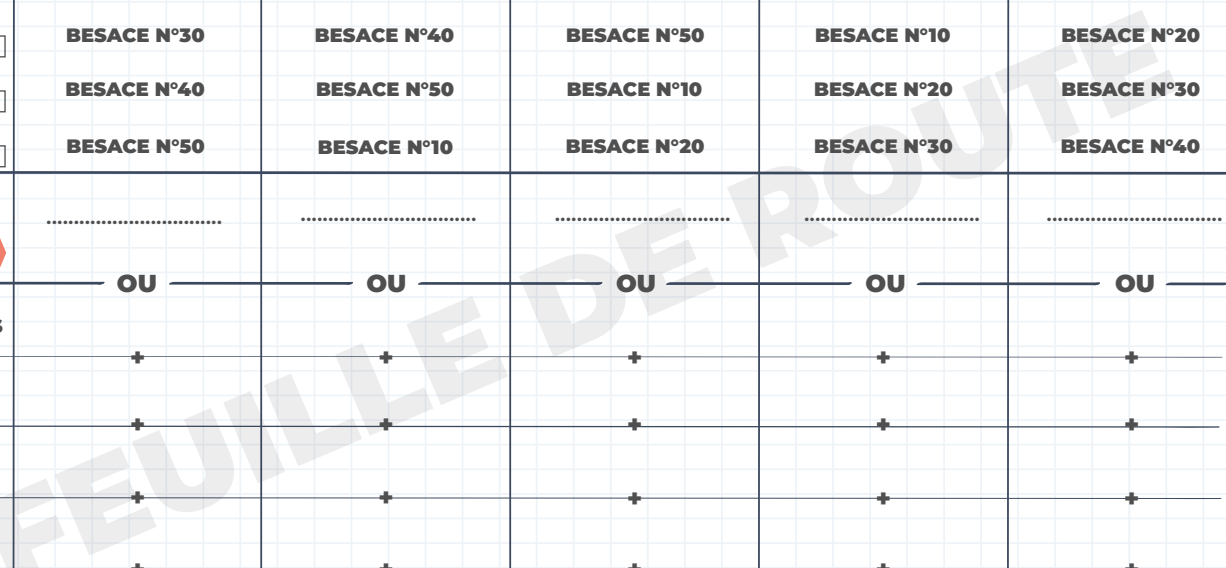 BESACE N°30 BESACE N°40 BESACE N°50 BESACE N°10 BESACE N°20
BESACE N°40 BESACE N°50 BESACE N°10 BESACE N°20 BESACE N°30
BESACE N°50 BESACE N°10 BESACE N°20 BESACE N°30 BESACE N°40
OU OU OU OU OU
+ + + + +
+ + + + +
+ + + + +
+ + + + +
FEUILLE DE ROUTE